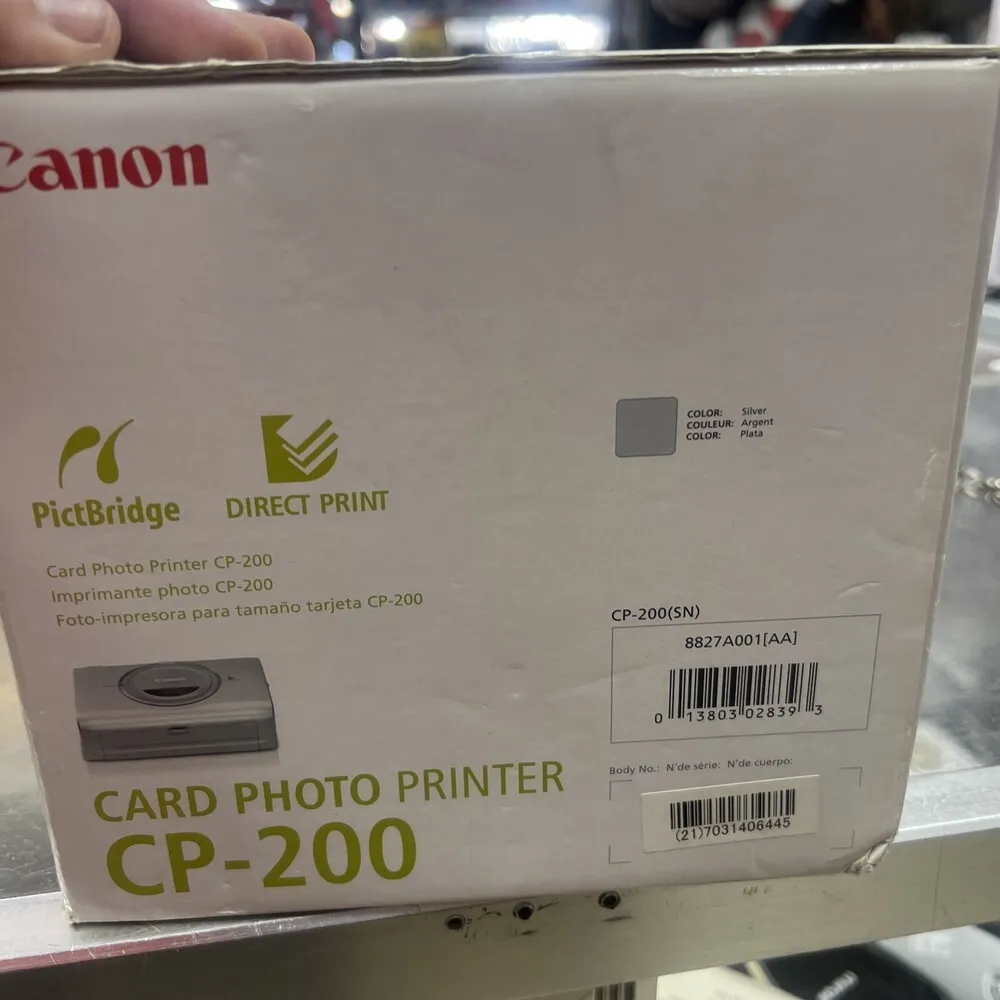 Canon
COLOR: Silver
COULEUR: Argent
COLOR: Plata
PictBridge
DIRECT PRINT
Card Photo Printer CP-200
Imprimante photo CP-200
Foto-impresora para tamaño tarjeta CP-200
CP-200(SN)
8827A001[AA]
0 13803 02839 3
Body No.: N°de série: N°de cuerpo:
(21)7031406445
Canon
CARD PHOTO PRINTER
CP-200